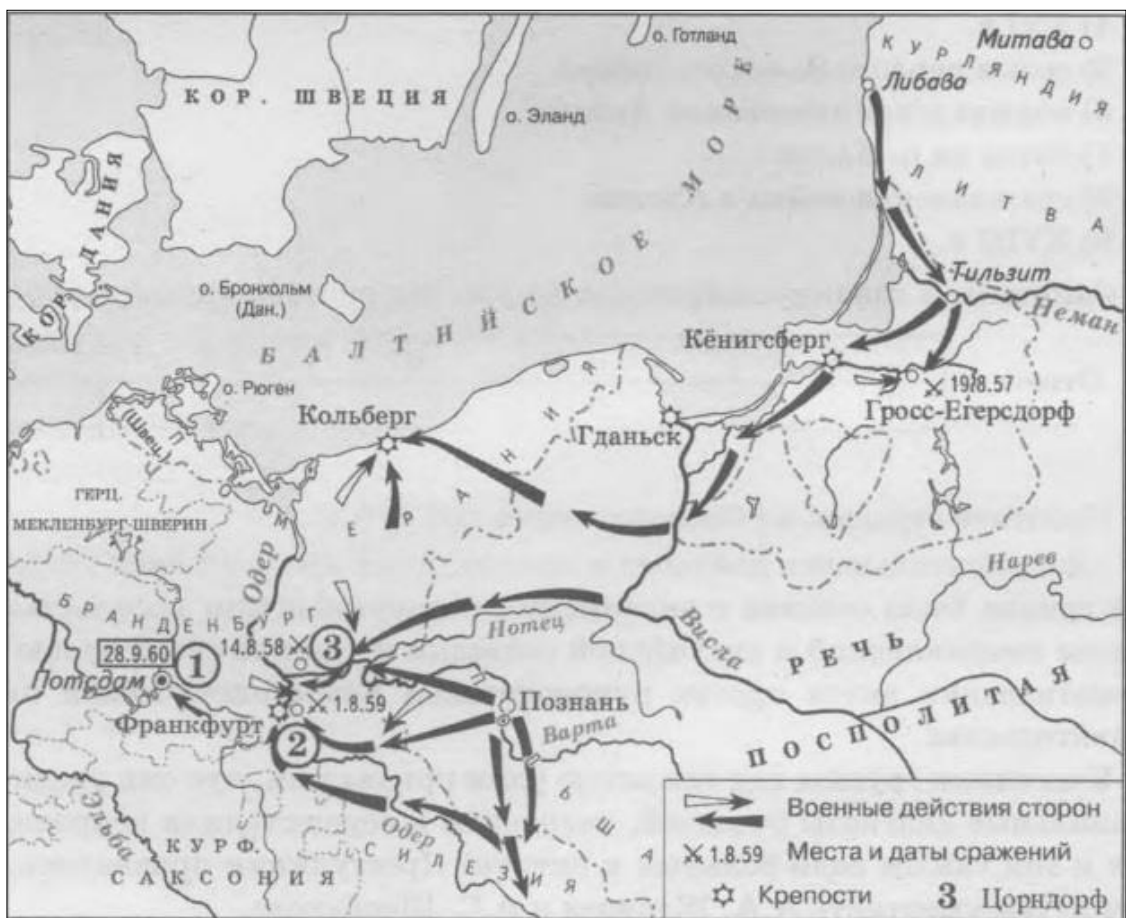 о. Готланд
Митава
КУРЛЯНДИЯ
Либава
КОР. ШВЕЦИЯ
о. Эланд
КОР. ДАНИЯ
ЛИТВА
о. Бронхольм
(Дан.)
Тильзит
Неман
БАЛТИЙСКОЕ МОРЕ
Кёнигсберг
о. Рюген
19.8.57
Гросс-Егерсдорф
Кольберг
Гданьск
(Швец.)
ПОМЕРАНИЯ
ГЕРЦ.
МЕКЛЕНБУРГ-ШВЕРИН
Одер
Нарев
Нотец
Висла
БРАНДЕНБУРГ
14.8.58
3
28.9.60
1
РЕЧЬ
ПОСПОЛИТАЯ
Потсдам
1.8.59
Познань
Франкфурт
Варта
2
Эльба
Одер
КУРФ.
САКСОНИЯ
СИЛЕЗИЯ
Военные действия сторон
1.8.59 Места и даты сражений
Крепости 3 Цорндорф